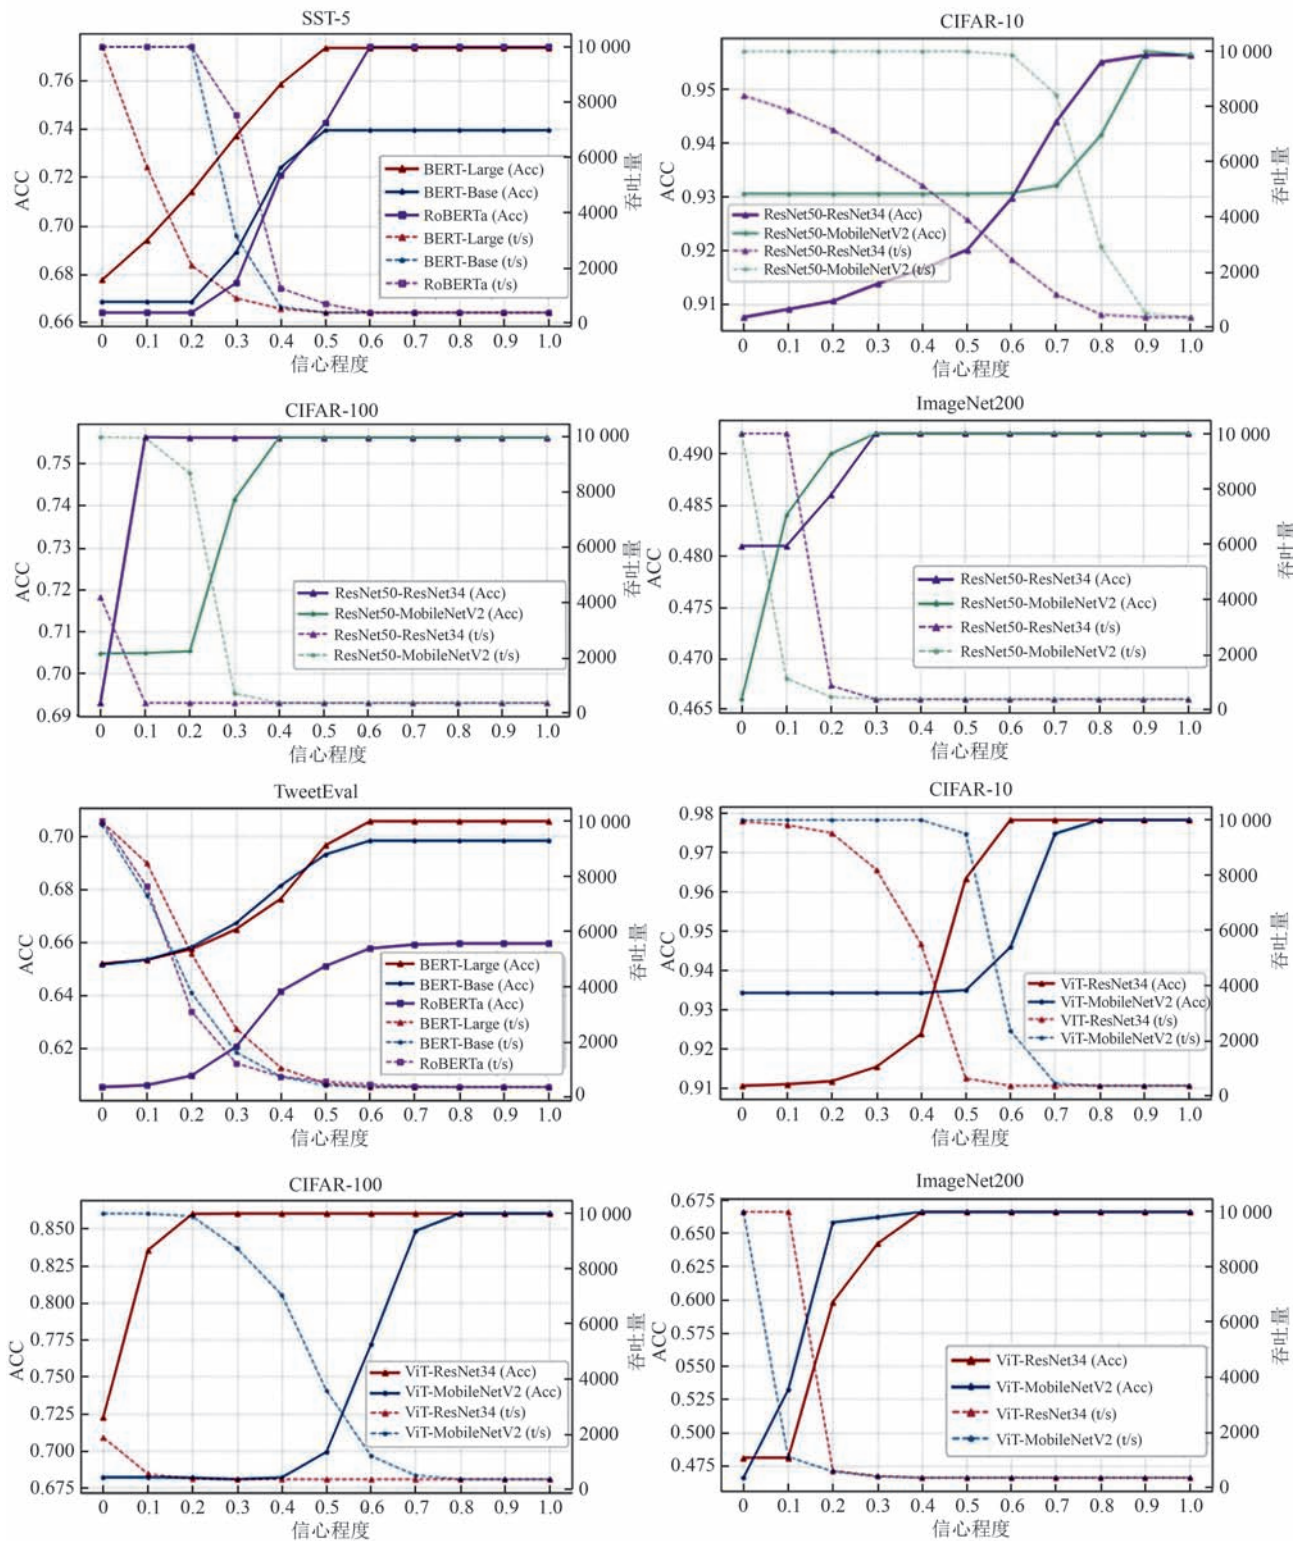 SST-5
ACC
0.76
0.74
0.72
0.70
0.68
0.66
10 000
8000
6000
4000
2000
0
吞吐量
BERT-Large (Acc)
BERT-Base (Acc)
RoBERTa (Acc)
BERT-Large (t/s)
BERT-Base (t/s)
RoBERTa (t/s)
0 0.1 0.2 0.3 0.4 0.5 0.6 0.7 0.8 0.9 1.0
信心程度
CIFAR-10
ACC
0.95
0.94
0.93
0.92
0.91
10 000
8000
6000
4000
2000
0
吞吐量
ResNet50-ResNet34 (Acc)
ResNet50-MobileNetV2 (Acc)
ResNet50-ResNet34 (t/s)
ResNet50-MobileNetV2 (t/s)
0 0.1 0.2 0.3 0.4 0.5 0.6 0.7 0.8 0.9 1.0
信心程度
CIFAR-100
ACC
0.75
0.74
0.73
0.72
0.71
0.70
0.69
10 000
8000
6000
4000
2000
0
吞吐量
ResNet50-ResNet34 (Acc)
ResNet50-MobileNetV2 (Acc)
ResNet50-ResNet34 (t/s)
ResNet50-MobileNetV2 (t/s)
0 0.1 0.2 0.3 0.4 0.5 0.6 0.7 0.8 0.9 1.0
信心程度
ImageNet200
ACC
0.490
0.485
0.480
0.475
0.470
0.465
10 000
8000
6000
4000
2000
0
吞吐量
ResNet50-ResNet34 (Acc)
ResNet50-MobileNetV2 (Acc)
ResNet50-ResNet34 (t/s)
ResNet50-MobileNetV2 (t/s)
0 0.1 0.2 0.3 0.4 0.5 0.6 0.7 0.8 0.9 1.0
信心程度
TweetEval
ACC
0.70
0.68
0.66
0.64
0.62
10 000
8000
6000
4000
2000
0
吞吐量
BERT-Large (Acc)
BERT-Base (Acc)
RoBERTa (Acc)
BERT-Large (t/s)
BERT-Base (t/s)
RoBERTa (t/s)
0 0.1 0.2 0.3 0.4 0.5 0.6 0.7 0.8 0.9 1.0
信心程度
CIFAR-10
ACC
0.98
0.97
0.96
0.95
0.94
0.93
0.92
0.91
10 000
8000
6000
4000
2000
0
吞吐量
ViT-ResNet34 (Acc)
ViT-MobileNetV2 (Acc)
VIT-ResNet34 (t/s)
ViT-MobileNetV2 (t/s)
0 0.1 0.2 0.3 0.4 0.5 0.6 0.7 0.8 0.9 1.0
信心程度
CIFAR-100
ACC
0.850
0.825
0.800
0.775
0.750
0.725
0.700
0.675
10 000
8000
6000
4000
2000
0
吞吐量
ViT-ResNet34 (Acc)
ViT-MobileNetV2 (Acc)
ViT-ResNet34 (t/s)
ViT-MobileNetV2 (t/s)
0 0.1 0.2 0.3 0.4 0.5 0.6 0.7 0.8 0.9 1.0
信心程度
ImageNet200
ACC
0.675
0.650
0.625
0.600
0.575
0.550
0.525
0.500
0.475
10 000
8000
6000
4000
2000
0
吞吐量
ViT-ResNet34 (Acc)
ViT-MobileNetV2 (Acc)
ViT-ResNet34 (t/s)
ViT-MobileNetV2 (t/s)
0 0.1 0.2 0.3 0.4 0.5 0.6 0.7 0.8 0.9 1.0
信心程度